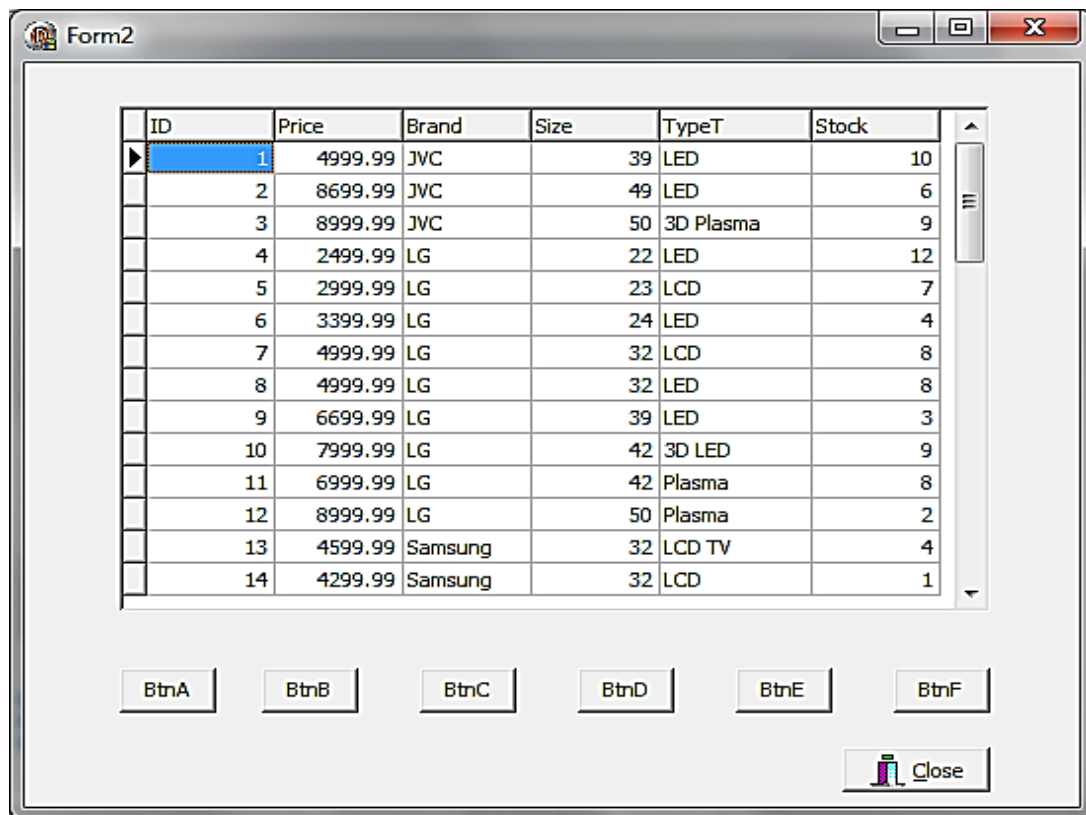 Form2
ID Price Brand Size TypeT Stock
1 4999.99 JVC 39 LED 10
2 8699.99 JVC 49 LED 6
3 8999.99 JVC 50 3D Plasma 9
4 2499.99 LG 22 LED 12
5 2999.99 LG 23 LCD 7
6 3399.99 LG 24 LED 4
7 4999.99 LG 32 LCD 8
8 4999.99 LG 32 LED 8
9 6699.99 LG 39 LED 3
10 7999.99 LG 42 3D LED 9
11 6999.99 LG 42 Plasma 8
12 8999.99 LG 50 Plasma 2
13 4599.99 Samsung 32 LCD TV 4
14 4299.99 Samsung 32 LCD 1
BtnA BtnB BtnC BtnD BtnE BtnF
Close